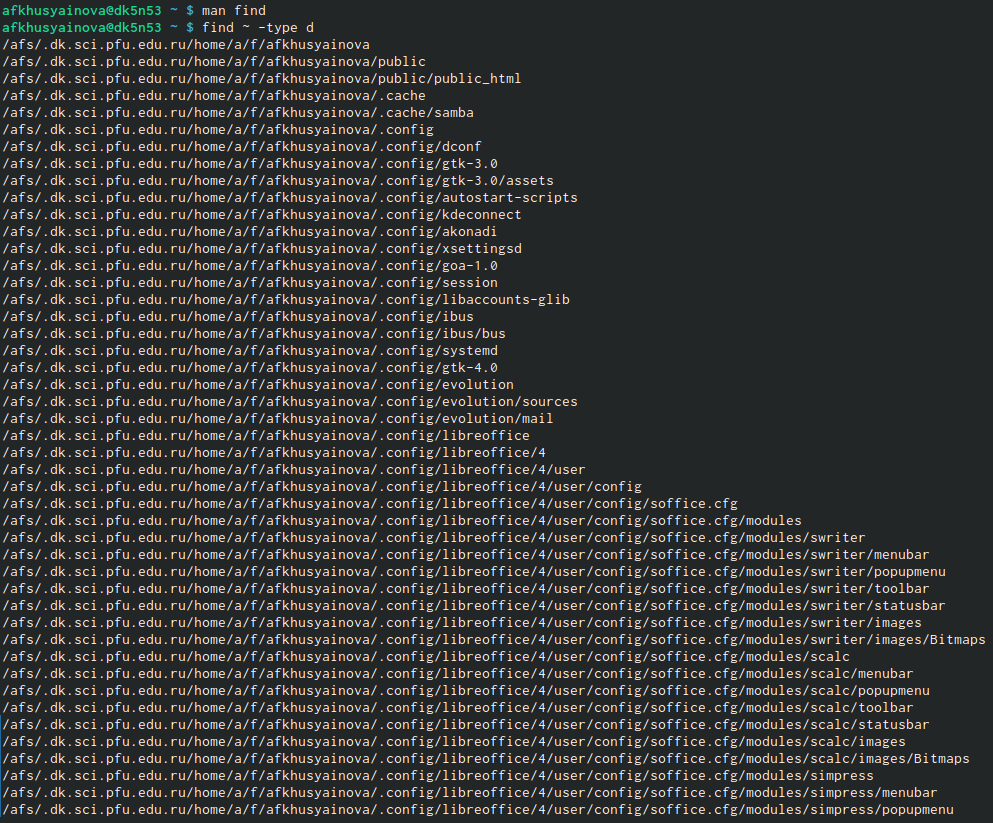 afkhusyainova@dk5n53 ~ $ man find
afkhusyainova@dk5n53 ~ $ find ~ -type d
/afs/.dk.sci.pfu.edu.ru/home/a/f/afkhusyainova
/afs/.dk.sci.pfu.edu.ru/home/a/f/afkhusyainova/public
/afs/.dk.sci.pfu.edu.ru/home/a/f/afkhusyainova/public/public_html
/afs/.dk.sci.pfu.edu.ru/home/a/f/afkhusyainova/.cache
/afs/.dk.sci.pfu.edu.ru/home/a/f/afkhusyainova/.cache/samba
/afs/.dk.sci.pfu.edu.ru/home/a/f/afkhusyainova/.config
/afs/.dk.sci.pfu.edu.ru/home/a/f/afkhusyainova/.config/dconf
/afs/.dk.sci.pfu.edu.ru/home/a/f/afkhusyainova/.config/gtk-3.0
/afs/.dk.sci.pfu.edu.ru/home/a/f/afkhusyainova/.config/gtk-3.0/assets
/afs/.dk.sci.pfu.edu.ru/home/a/f/afkhusyainova/.config/autostart-scripts
/afs/.dk.sci.pfu.edu.ru/home/a/f/afkhusyainova/.config/kdeconnect
/afs/.dk.sci.pfu.edu.ru/home/a/f/afkhusyainova/.config/akonadi
/afs/.dk.sci.pfu.edu.ru/home/a/f/afkhusyainova/.config/xsettingsd
/afs/.dk.sci.pfu.edu.ru/home/a/f/afkhusyainova/.config/goa-1.0
/afs/.dk.sci.pfu.edu.ru/home/a/f/afkhusyainova/.config/session
/afs/.dk.sci.pfu.edu.ru/home/a/f/afkhusyainova/.config/libaccounts-glib
/afs/.dk.sci.pfu.edu.ru/home/a/f/afkhusyainova/.config/ibus
/afs/.dk.sci.pfu.edu.ru/home/a/f/afkhusyainova/.config/ibus/bus
/afs/.dk.sci.pfu.edu.ru/home/a/f/afkhusyainova/.config/systemd
/afs/.dk.sci.pfu.edu.ru/home/a/f/afkhusyainova/.config/gtk-4.0
/afs/.dk.sci.pfu.edu.ru/home/a/f/afkhusyainova/.config/evolution
/afs/.dk.sci.pfu.edu.ru/home/a/f/afkhusyainova/.config/evolution/sources
/afs/.dk.sci.pfu.edu.ru/home/a/f/afkhusyainova/.config/evolution/mail
/afs/.dk.sci.pfu.edu.ru/home/a/f/afkhusyainova/.config/libreoffice
/afs/.dk.sci.pfu.edu.ru/home/a/f/afkhusyainova/.config/libreoffice/4
/afs/.dk.sci.pfu.edu.ru/home/a/f/afkhusyainova/.config/libreoffice/4/user
/afs/.dk.sci.pfu.edu.ru/home/a/f/afkhusyainova/.config/libreoffice/4/user/config
/afs/.dk.sci.pfu.edu.ru/home/a/f/afkhusyainova/.config/libreoffice/4/user/config/soffice.cfg
/afs/.dk.sci.pfu.edu.ru/home/a/f/afkhusyainova/.config/libreoffice/4/user/config/soffice.cfg/modules
/afs/.dk.sci.pfu.edu.ru/home/a/f/afkhusyainova/.config/libreoffice/4/user/config/soffice.cfg/modules/swriter
/afs/.dk.sci.pfu.edu.ru/home/a/f/afkhusyainova/.config/libreoffice/4/user/config/soffice.cfg/modules/swriter/menubar
/afs/.dk.sci.pfu.edu.ru/home/a/f/afkhusyainova/.config/libreoffice/4/user/config/soffice.cfg/modules/swriter/popupmenu
/afs/.dk.sci.pfu.edu.ru/home/a/f/afkhusyainova/.config/libreoffice/4/user/config/soffice.cfg/modules/swriter/toolbar
/afs/.dk.sci.pfu.edu.ru/home/a/f/afkhusyainova/.config/libreoffice/4/user/config/soffice.cfg/modules/swriter/statusbar
/afs/.dk.sci.pfu.edu.ru/home/a/f/afkhusyainova/.config/libreoffice/4/user/config/soffice.cfg/modules/swriter/images
/afs/.dk.sci.pfu.edu.ru/home/a/f/afkhusyainova/.config/libreoffice/4/user/config/soffice.cfg/modules/swriter/images/Bitmaps
/afs/.dk.sci.pfu.edu.ru/home/a/f/afkhusyainova/.config/libreoffice/4/user/config/soffice.cfg/modules/scalc
/afs/.dk.sci.pfu.edu.ru/home/a/f/afkhusyainova/.config/libreoffice/4/user/config/soffice.cfg/modules/scalc/menubar
/afs/.dk.sci.pfu.edu.ru/home/a/f/afkhusyainova/.config/libreoffice/4/user/config/soffice.cfg/modules/scalc/popupmenu
/afs/.dk.sci.pfu.edu.ru/home/a/f/afkhusyainova/.config/libreoffice/4/user/config/soffice.cfg/modules/scalc/toolbar
/afs/.dk.sci.pfu.edu.ru/home/a/f/afkhusyainova/.config/libreoffice/4/user/config/soffice.cfg/modules/scalc/statusbar
/afs/.dk.sci.pfu.edu.ru/home/a/f/afkhusyainova/.config/libreoffice/4/user/config/soffice.cfg/modules/scalc/images
/afs/.dk.sci.pfu.edu.ru/home/a/f/afkhusyainova/.config/libreoffice/4/user/config/soffice.cfg/modules/scalc/images/Bitmaps
/afs/.dk.sci.pfu.edu.ru/home/a/f/afkhusyainova/.config/libreoffice/4/user/config/soffice.cfg/modules/simpress
/afs/.dk.sci.pfu.edu.ru/home/a/f/afkhusyainova/.config/libreoffice/4/user/config/soffice.cfg/modules/simpress/menubar
/afs/.dk.sci.pfu.edu.ru/home/a/f/afkhusyainova/.config/libreoffice/4/user/config/soffice.cfg/modules/simpress/popupmenu